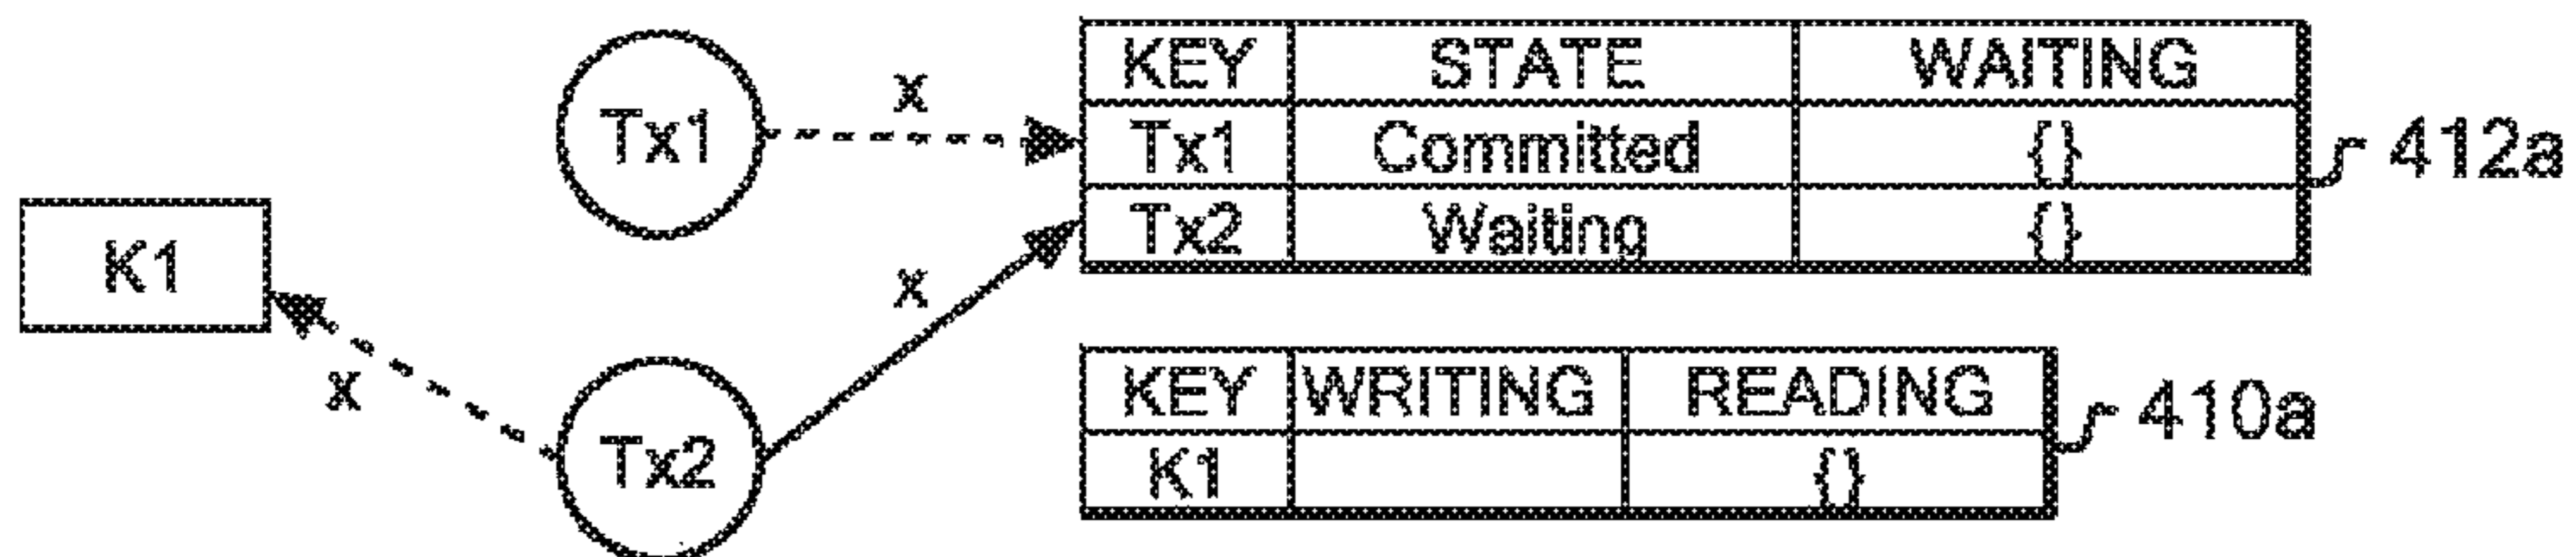 KEY STATE WAITING
Tx1 x Tx1 Committed {} 412a
K1 x Tx2 Waiting {}
x Tx2
KEY WRITING READING 410a
K1 {}